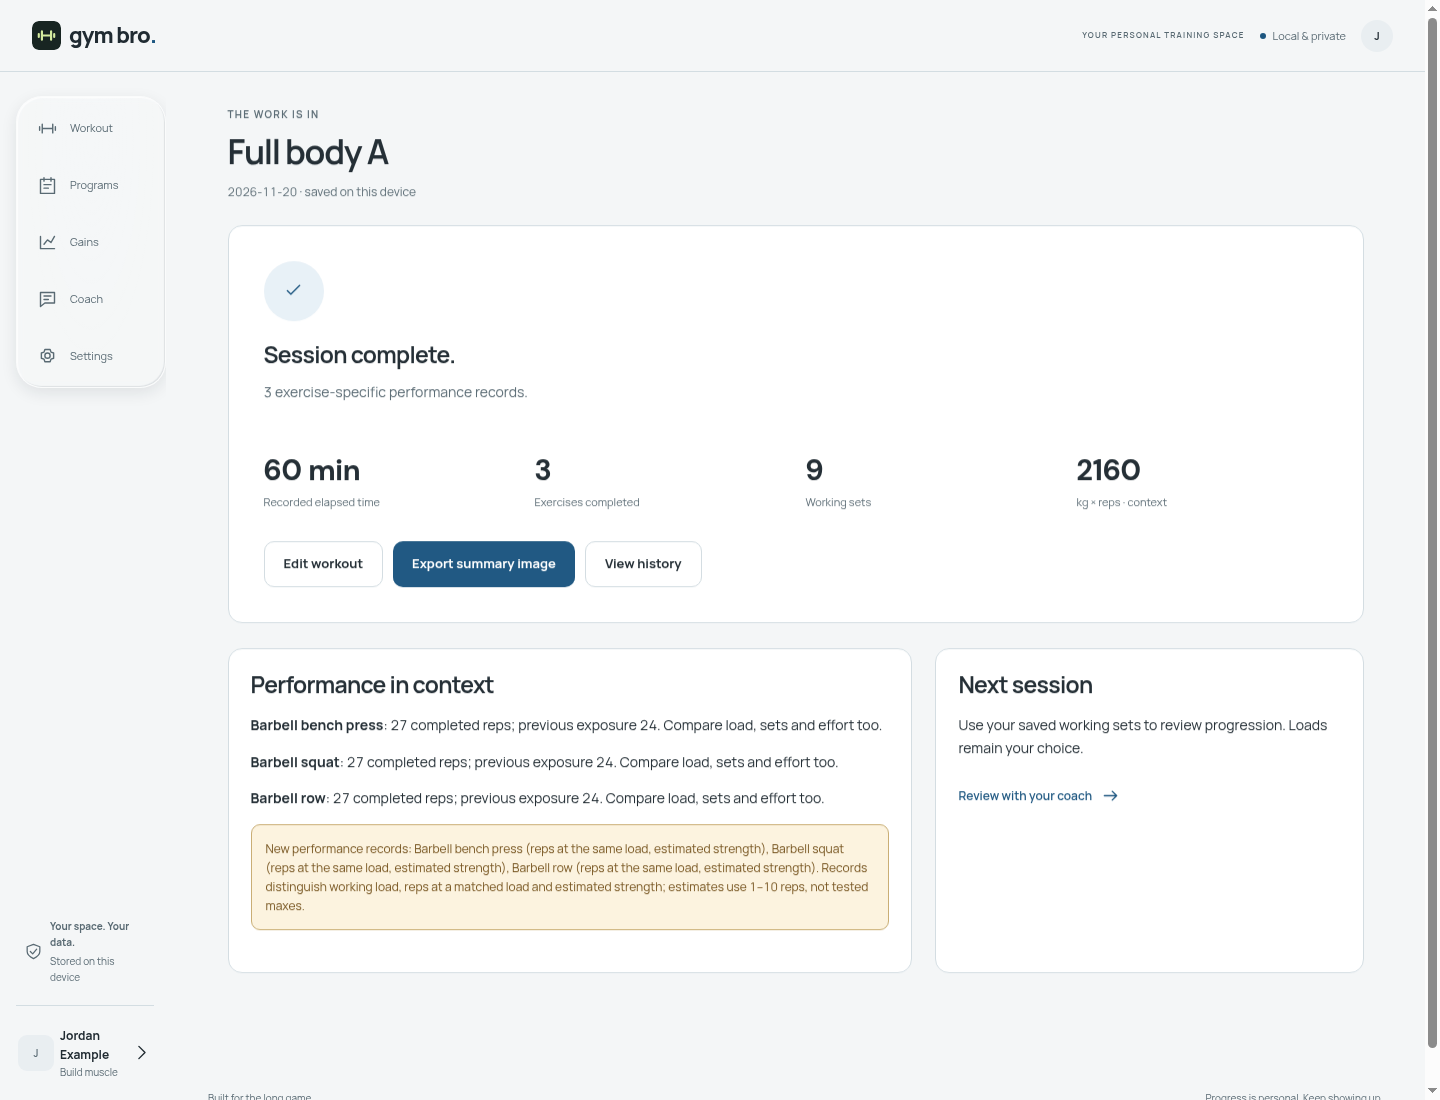 gym bro.
YOUR PERSONAL TRAINING SPACE
Local & private
J
Workout
Programs
Gains
Coach
Settings
THE WORK IS IN
Full body A
2026-11-20 · saved on this device
Session complete.
3 exercise-specific performance records.
60 min
Recorded elapsed time
3
Exercises completed
9
Working sets
2160
kg × reps · context
Edit workout
Export summary image
View history
Performance in context
Barbell bench press: 27 completed reps; previous exposure 24. Compare load, sets and effort too.
Barbell squat: 27 completed reps; previous exposure 24. Compare load, sets and effort too.
Barbell row: 27 completed reps; previous exposure 24. Compare load, sets and effort too.
New performance records: Barbell bench press (reps at the same load, estimated strength), Barbell squat
(reps at the same load, estimated strength), Barbell row (reps at the same load, estimated strength). Records
distinguish working load, reps at a matched load and estimated strength; estimates use 1–10 reps, not tested
maxes.
Next session
Use your saved working sets to review progression. Loads
remain your choice.
Review with your coach
Your space. Your
data.
Stored on this
device
J
Jordan
Example
Build muscle
Built for the long game
Progress is personal. Keep showing up